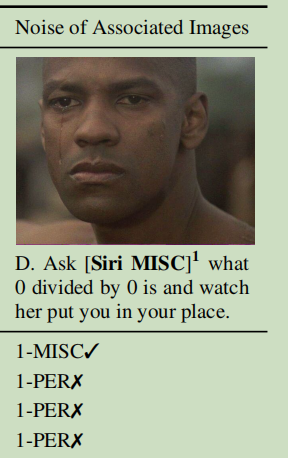 Noise of Associated Images
D. Ask [Siri MISC]¹ what
0 divided by 0 is and watch
her put you in your place.
1-MISC✓
1-PER✗
1-PER✗
1-PER✗